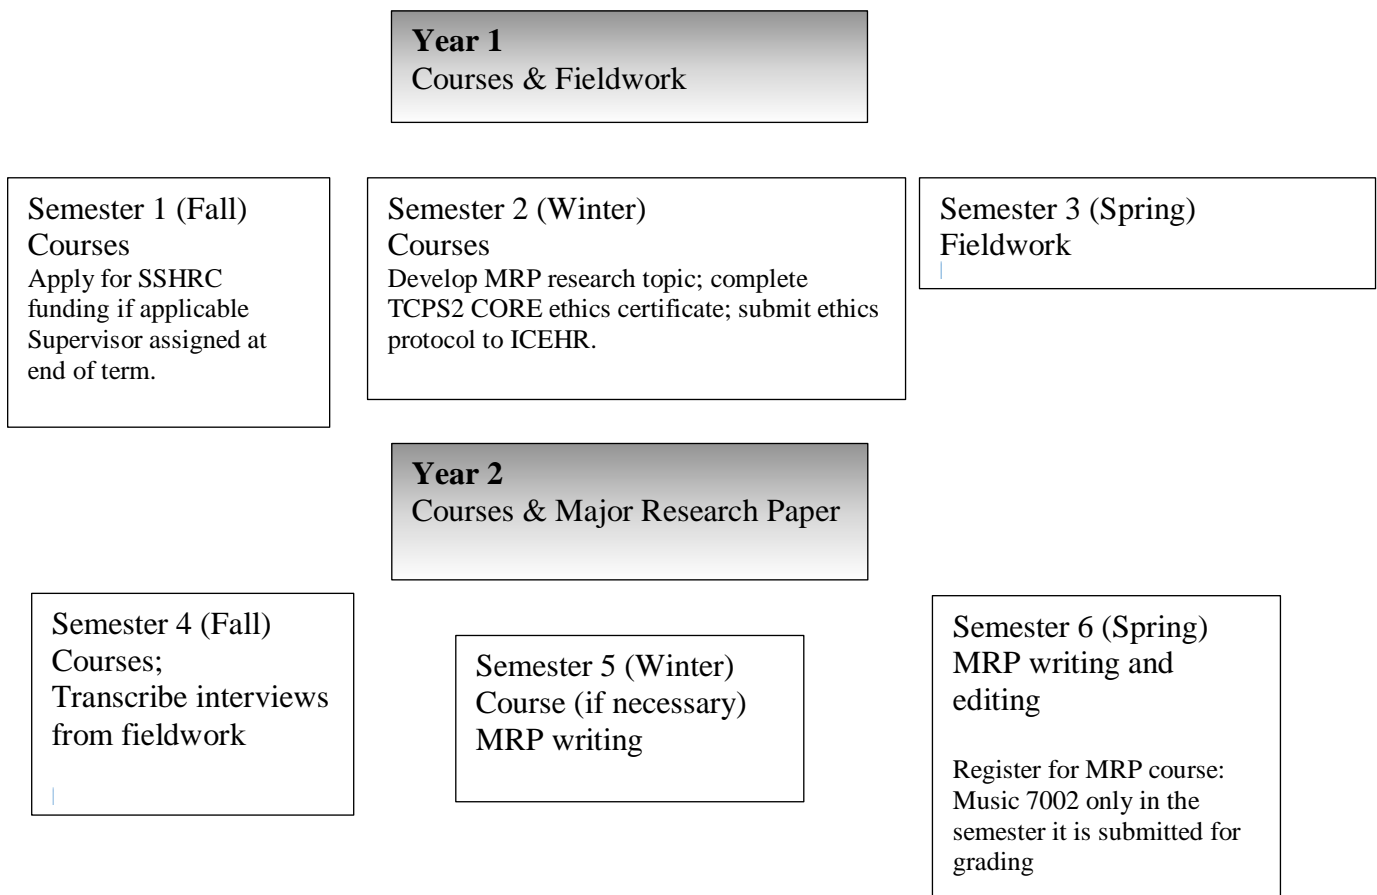 Year 1
Courses & Fieldwork
Semester 1 (Fall)
Courses
Apply for SSHRC
funding if applicable
Supervisor assigned at
end of term.
Semester 2 (Winter)
Courses
Develop MRP research topic; complete
TCPS2 CORE ethics certificate; submit ethics
protocol to ICEHR.
Semester 3 (Spring)
Fieldwork
Year 2
Courses & Major Research Paper
Semester 4 (Fall)
Courses;
Transcribe interviews
from fieldwork
Semester 5 (Winter)
Course (if necessary)
MRP writing
Semester 6 (Spring)
MRP writing and
editing
Register for MRP course:
Music 7002 only in the
semester it is submitted for
grading